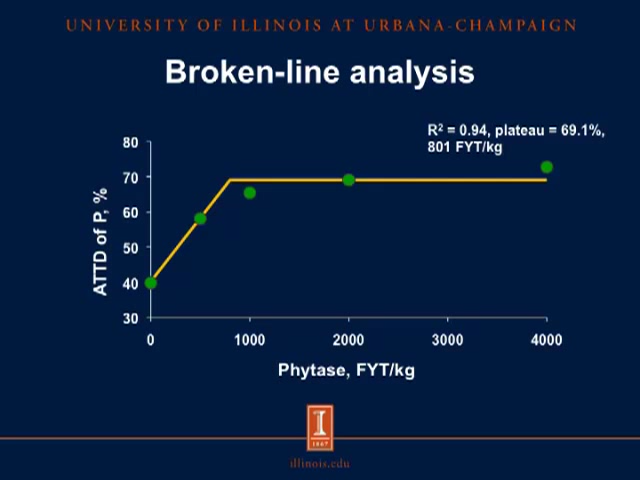 UNIVERSITY OF ILLINOIS AT URBANA-CHAMPAIGN
Broken-line analysis
R² = 0.94, plateau = 69.1%,
801 FYT/kg
80
70
60
50
40
30
ATTD of P, %
0 1000 2000 3000 4000
Phytase, FYT/kg
I
1867
illinois.edu